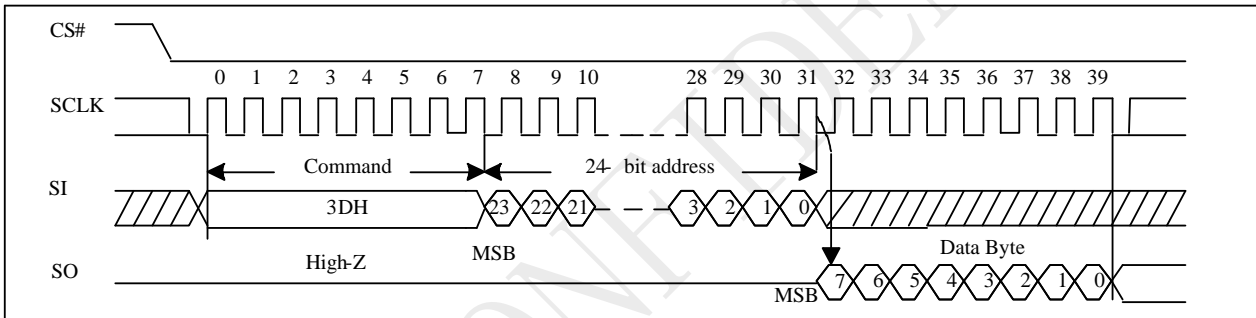 CS#
0 1 2 3 4 5 6 7 8 9 10 28 29 30 31 32 33 34 35 36 37 38 39
SCLK
Command 24- bit address
SI
3DH 23 22 21 3 2 1 0
High-Z MSB Data Byte
SO
MSB 7 6 5 4 3 2 1 0